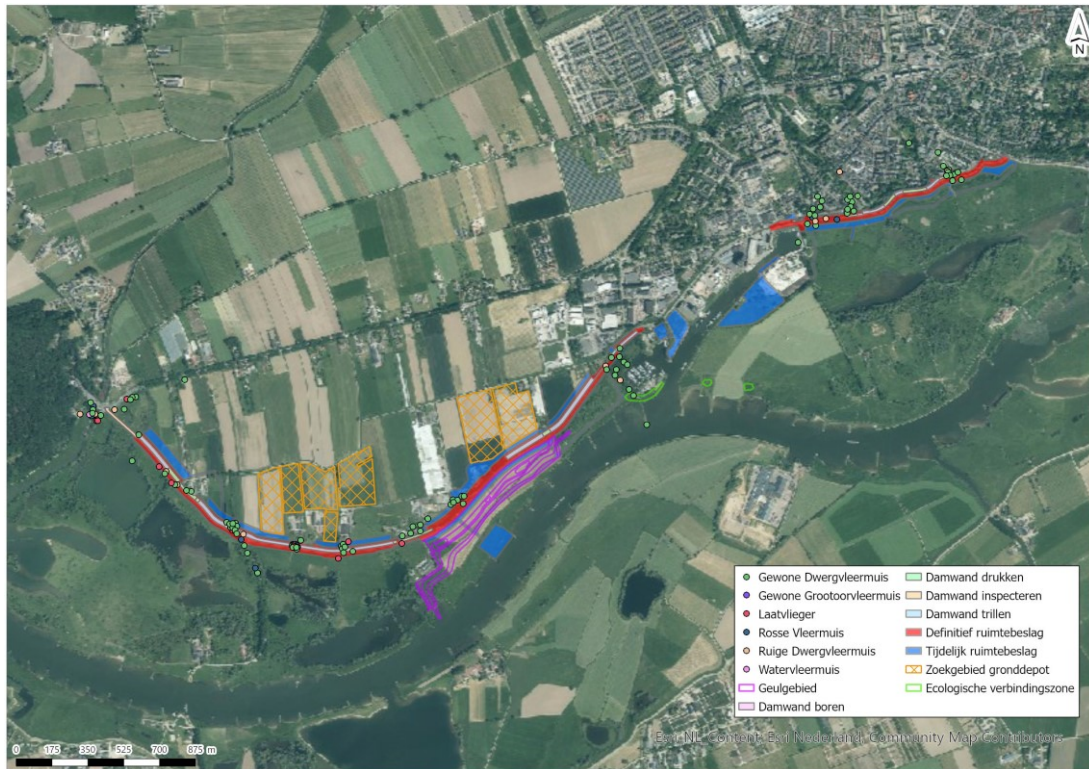 N
Gewone Dwergvleermuis
Gewone Grootoorvleermuis
Laatvlieger
Rosse Vleermuis
Ruige Dwergvleermuis
Watervleermuis
Geulgebied
Damwand boren
Damwand drukken
Damwand inspecteren
Damwand trillen
Definitief ruimtebeslag
Tijdelijk ruimtebeslag
Zoekgebied gronddepot
Ecologische verbindingszone
Esri NL Content, Esri Nederland, Community Map Contributors
0 175 350 525 700 875 m